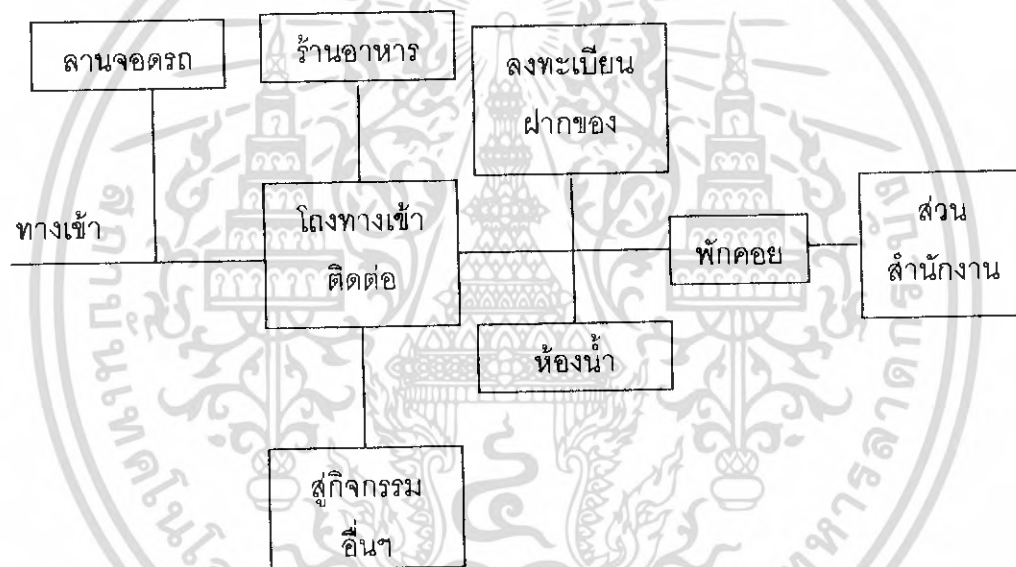 ลานจอดรถ
ร้านอาหาร
ลงทะเบียน
ฝากของ
ทางเข้า
โถงทางเข้า
ติดต่อ
พักคอย
ส่วน
สำนักงาน
ห้องน้ำ
สู่กิจกรรม
อื่นๆ